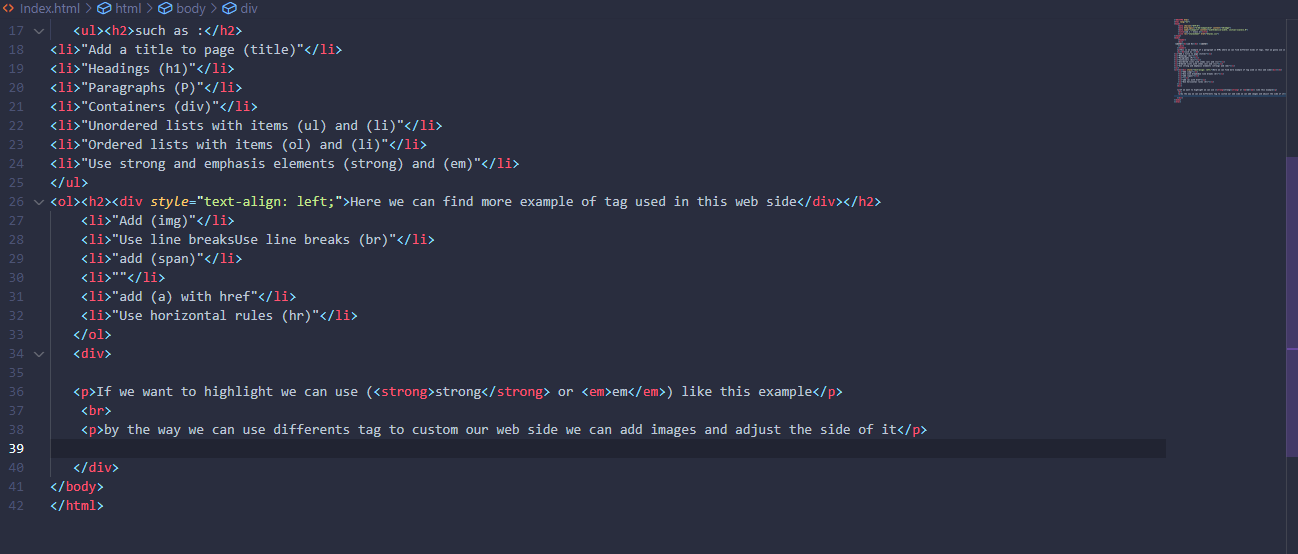 Index.html > html > body > div
17 <ul><h2>such as :</h2>
18 <li>"Add a title to page (title)"</li>
19 <li>"Headings (h1)"</li>
20 <li>"Paragraphs (P)"</li>
21 <li>"Containers (div)"</li>
22 <li>"Unordered lists with items (ul) and (li)"</li>
23 <li>"Ordered lists with items (ol) and (li)"</li>
24 <li>"Use strong and emphasis elements (strong) and (em)"</li>
25 </ul>
26 <ol><h2><div style="text-align: left;">Here we can find more example of tag used in this web side</div></h2>
27 <li>"Add (img)"</li>
28 <li>"Use line breaksUse line breaks (br)"</li>
29 <li>"add (span)"</li>
30 <li>""</li>
31 <li>"add (a) with href"</li>
32 <li>"Use horizontal rules (hr)"</li>
33 </ol>
34 <div>
35
36 <p>If we want to highlight we can use (<strong>strong</strong> or <em>em</em>) like this example</p>
37 <br>
38 <p>by the way we can use differents tag to custom our web side we can add images and adjust the side of it</p>
39
40 </div>
41 </body>
42 </html>